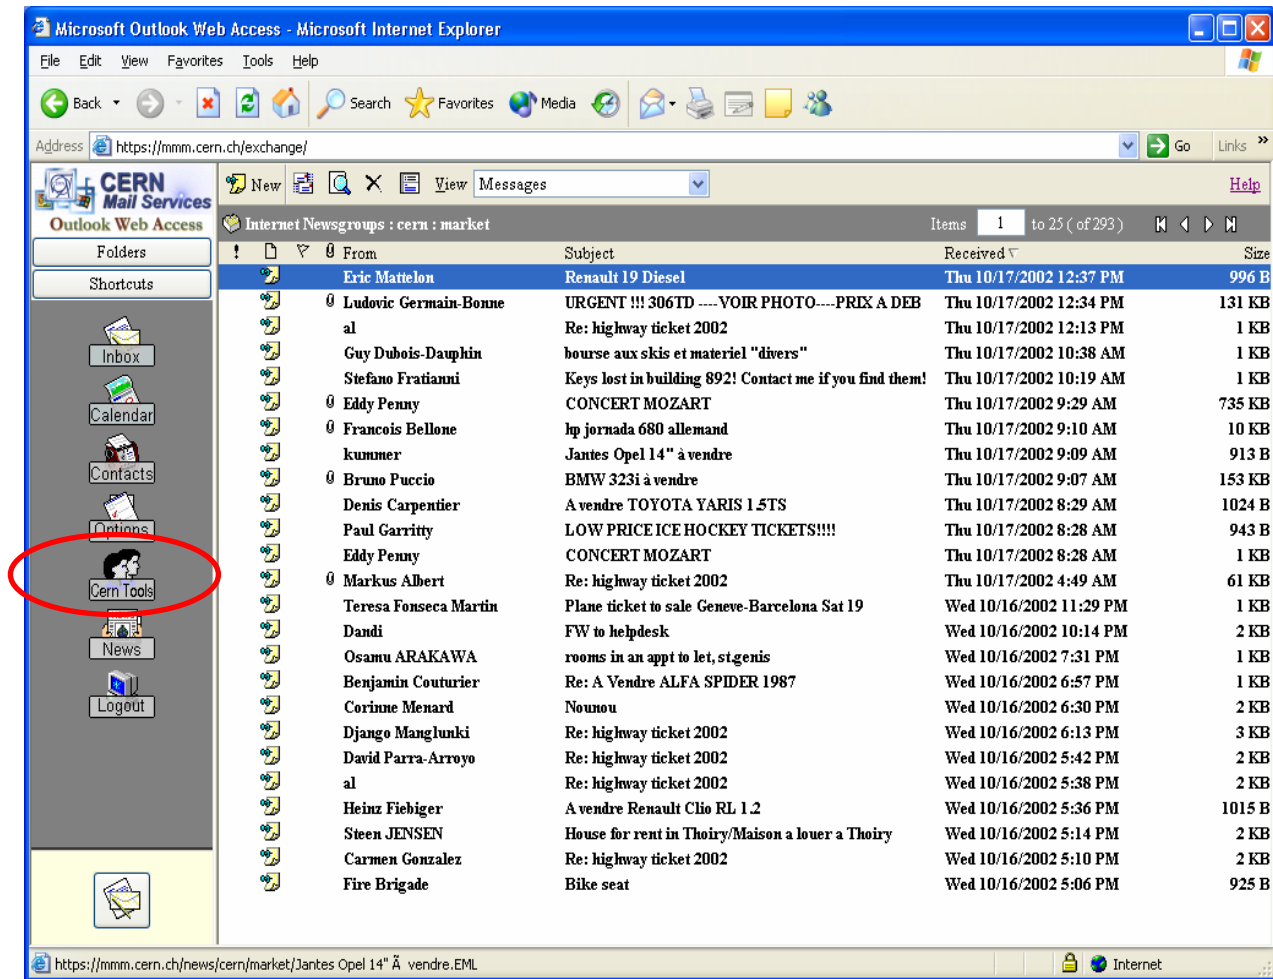 Microsoft Outlook Web Access - Microsoft Internet Explorer
File Edit View Favorites Tools Help
Back Search Favorites Media
Address https://mmm.cern.ch/exchange/ Go Links »
CERN
Mail Services
Outlook Web Access
New View Messages Help
Internet Newsgroups : cern : market Items 1 to 25 ( of 293 )
Folders
Shortcuts
Inbox
Calendar
Contacts
Options
Cern Tools
News
Logout
! From Subject Received Size
Eric Mattelon Renault 19 Diesel Thu 10/17/2002 12:37 PM 996 B
Ludovic Germain-Bonne URGENT !!! 306TD ----VOIR PHOTO----PRIX A DEB Thu 10/17/2002 12:34 PM 131 KB
al Re: highway ticket 2002 Thu 10/17/2002 12:13 PM 1 KB
Guy Dubois-Dauphin bourse aux skis et materiel "divers" Thu 10/17/2002 10:38 AM 1 KB
Stefano Fratianni Keys lost in building 892! Contact me if you find them! Thu 10/17/2002 10:19 AM 1 KB
Eddy Penny CONCERT MOZART Thu 10/17/2002 9:29 AM 735 KB
Francois Bellone hp jornada 680 allemand Thu 10/17/2002 9:10 AM 10 KB
kummer Jantes Opel 14" à vendre Thu 10/17/2002 9:09 AM 913 B
Bruno Puccio BMW 323i à vendre Thu 10/17/2002 9:07 AM 153 KB
Denis Carpentier A vendre TOYOTA YARIS 1.5TS Thu 10/17/2002 8:29 AM 1024 B
Paul Garritty LOW PRICE ICE HOCKEY TICKETS!!!! Thu 10/17/2002 8:28 AM 943 B
Eddy Penny CONCERT MOZART Thu 10/17/2002 8:28 AM 1 KB
Markus Albert Re: highway ticket 2002 Thu 10/17/2002 4:49 AM 61 KB
Teresa Fonseca Martin Plane ticket to sale Geneve-Barcelona Sat 19 Wed 10/16/2002 11:29 PM 1 KB
Dandi FW to helpdesk Wed 10/16/2002 10:14 PM 2 KB
Osamu ARAKAWA rooms in an appt to let, st.genis Wed 10/16/2002 7:31 PM 1 KB
Benjamin Couturier Re: A Vendre ALFA SPIDER 1987 Wed 10/16/2002 6:57 PM 1 KB
Corinne Menard Nounou Wed 10/16/2002 6:30 PM 2 KB
Django Manglunki Re: highway ticket 2002 Wed 10/16/2002 6:13 PM 3 KB
David Parra-Arroyo Re: highway ticket 2002 Wed 10/16/2002 5:42 PM 2 KB
al Re: highway ticket 2002 Wed 10/16/2002 5:38 PM 2 KB
Heinz Fiebiger A vendre Renault Clio RL 1.2 Wed 10/16/2002 5:36 PM 1015 B
Steen JENSEN House for rent in Thoiry/Maison a louer a Thoiry Wed 10/16/2002 5:14 PM 2 KB
Carmen Gonzalez Re: highway ticket 2002 Wed 10/16/2002 5:10 PM 2 KB
Fire Brigade Bike seat Wed 10/16/2002 5:06 PM 925 B
https://mmm.cern.ch/news/cern/market/Jantes Opel 14" Ã vendre.EML Internet